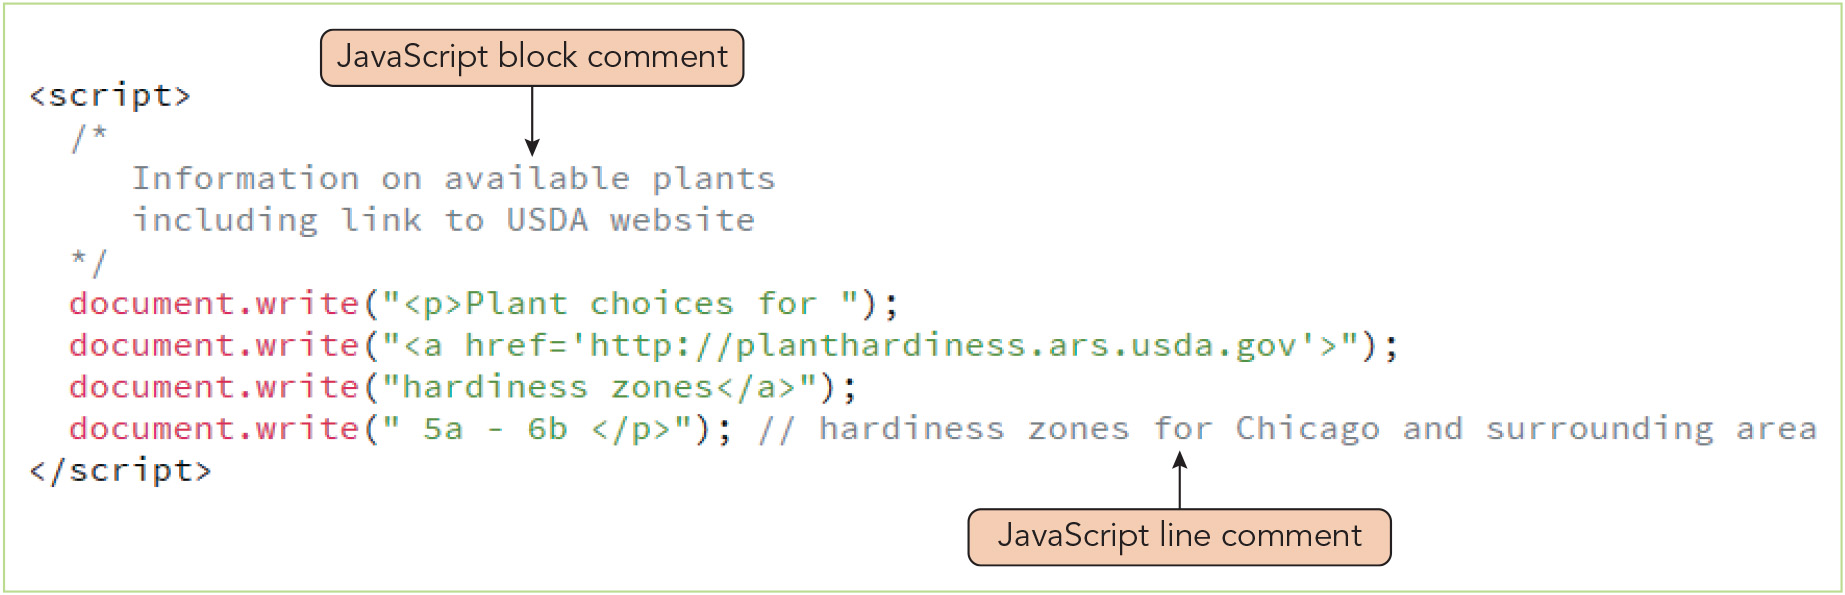 JavaScript block comment
<script>
/*
Information on available plants
including link to USDA website
*/
document.write("<p>Plant choices for ");
document.write("<a href='http://planthardiness.ars.usda.gov'>");
document.write("hardiness zones</a>");
document.write(" 5a - 6b </p>"); // hardiness zones for Chicago and surrounding area
</script>
JavaScript line comment